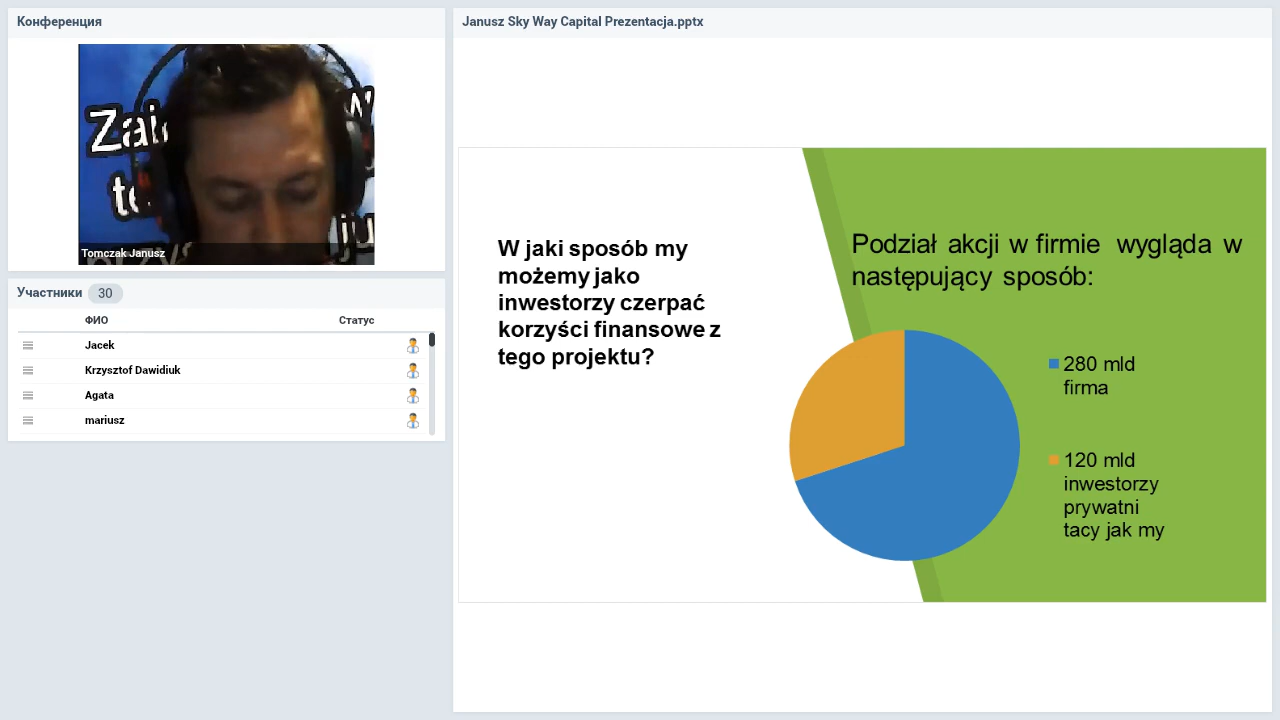 Конференция
Zai
te
Tomczak Janusz
Участники 30
ФИО Статус
Jacek
Krzysztof Dawidiuk
Agata
mariusz
Janusz Sky Way Capital Prezentacja.pptx
W jaki sposób my
możemy jako
inwestorzy czerpać
korzyści finansowe z
tego projektu?
Podział akcji w firmie wygląda w
następujący sposób:
280 mld
firma
120 mld
inwestorzy
prywatni
tacy jak my